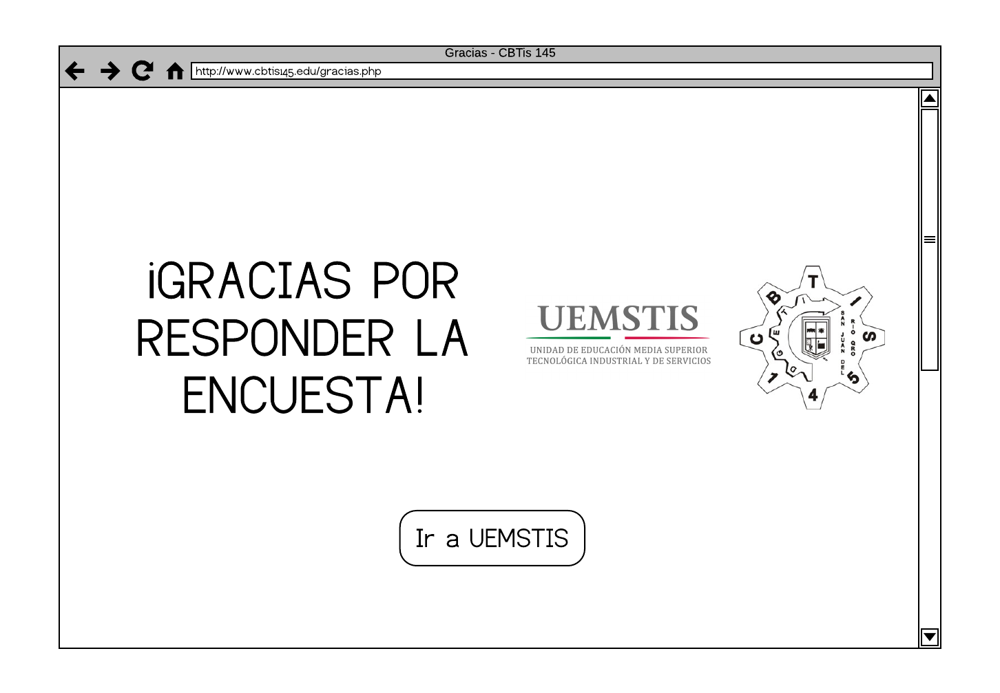 Gracias - CBTis 145
http://www.cbtis145.edu/gracias.php
¡GRACIAS POR
RESPONDER LA
ENCUESTA!
UEMSTIS
UNIDAD DE EDUCACIÓN MEDIA SUPERIOR
TECNOLÓGICA INDUSTRIAL Y DE SERVICIOS
CBTIS 145
DGETI
SAN JUAN DEL
RIO QRO
Ir a UEMSTIS